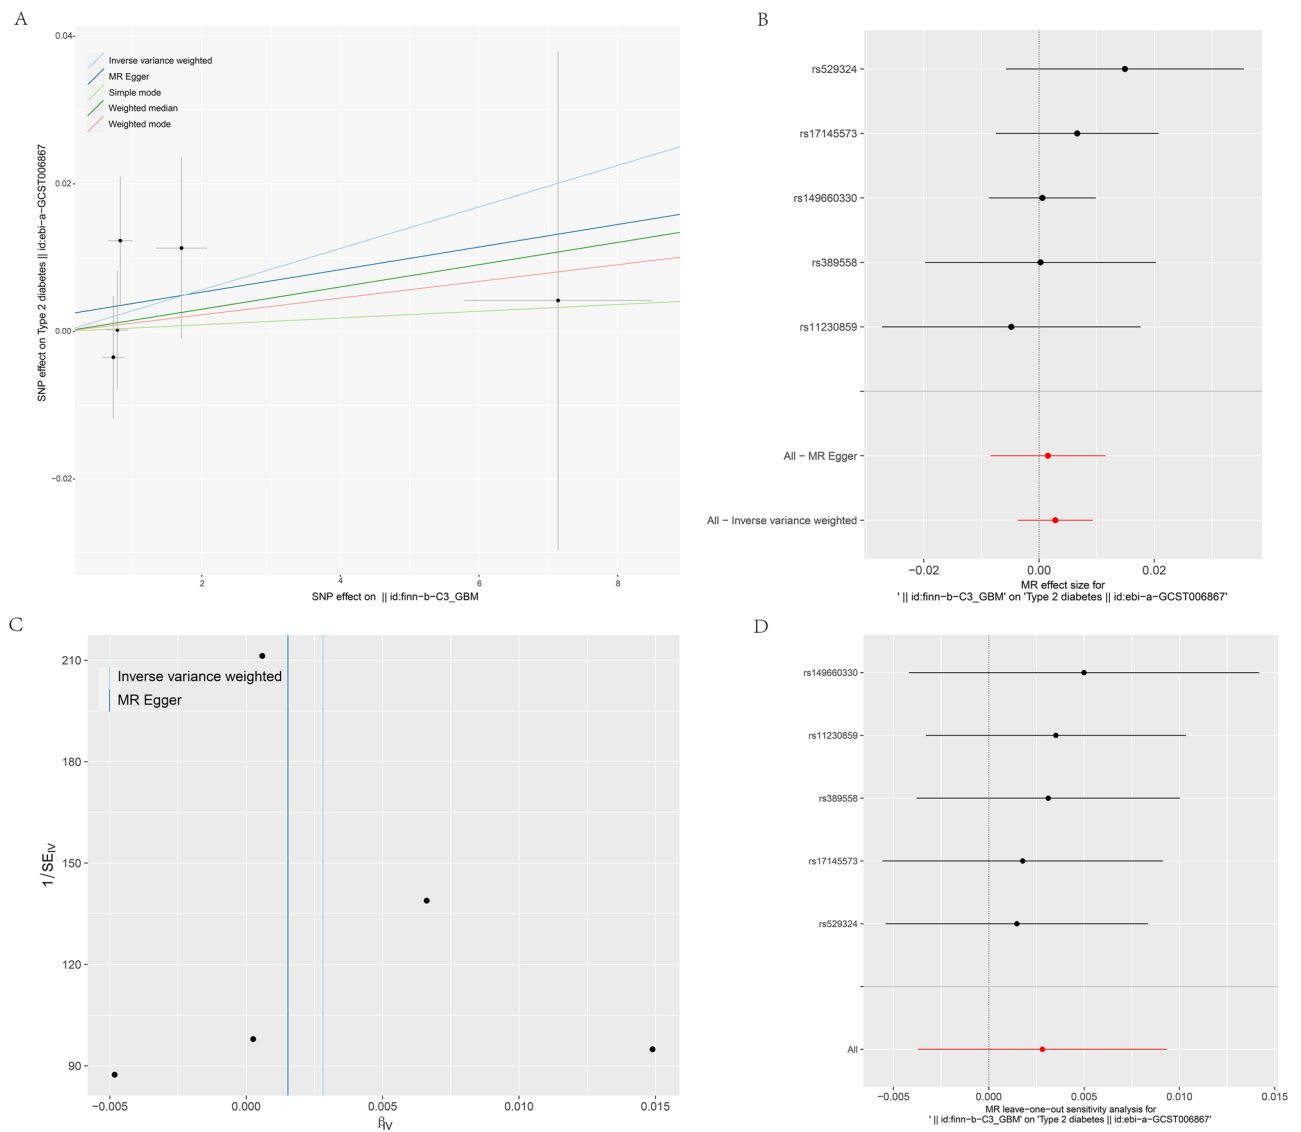 A
0.04
Inverse variance weighted
MR Egger
Simple mode
Weighted median
Weighted mode
SNP effect on Type 2 diabetes || id:ebi−a−GCST006867
0.02
0.00
−0.02
2
4
6
8
SNP effect on || id:finn−b−C3_GBM
B
rs529324
rs17145573
rs149660330
rs389558
rs11230859
All − MR Egger
All − Inverse variance weighted
−0.02
0.00
0.02
MR effect size for
' || id:finn−b−C3_GBM' on 'Type 2 diabetes || id:ebi−a−GCST006867'
C
210
Inverse variance weighted
MR Egger
180
150
120
90
1/SEIV
−0.005
0.000
0.005
0.010
0.015
βIV
D
rs149660330
rs11230859
rs389558
rs17145573
rs529324
All
−0.005
0.000
0.005
0.010
0.015
MR leave−one−out sensitivity analysis for
' || id:finn−b−C3_GBM' on 'Type 2 diabetes || id:ebi−a−GCST006867'